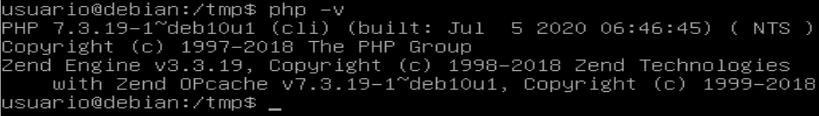 usuario@debian:/tmp$ php -v
PHP 7.3.19-1~deb10u1 (cli) (built: Jul  5 2020 06:46:45) ( NTS )
Copyright (c) 1997-2018 The PHP Group
Zend Engine v3.3.19, Copyright (c) 1998-2018 Zend Technologies
    with Zend OPcache v7.3.19-1~deb10u1, Copyright (c) 1999-2018
usuario@debian:/tmp$ _